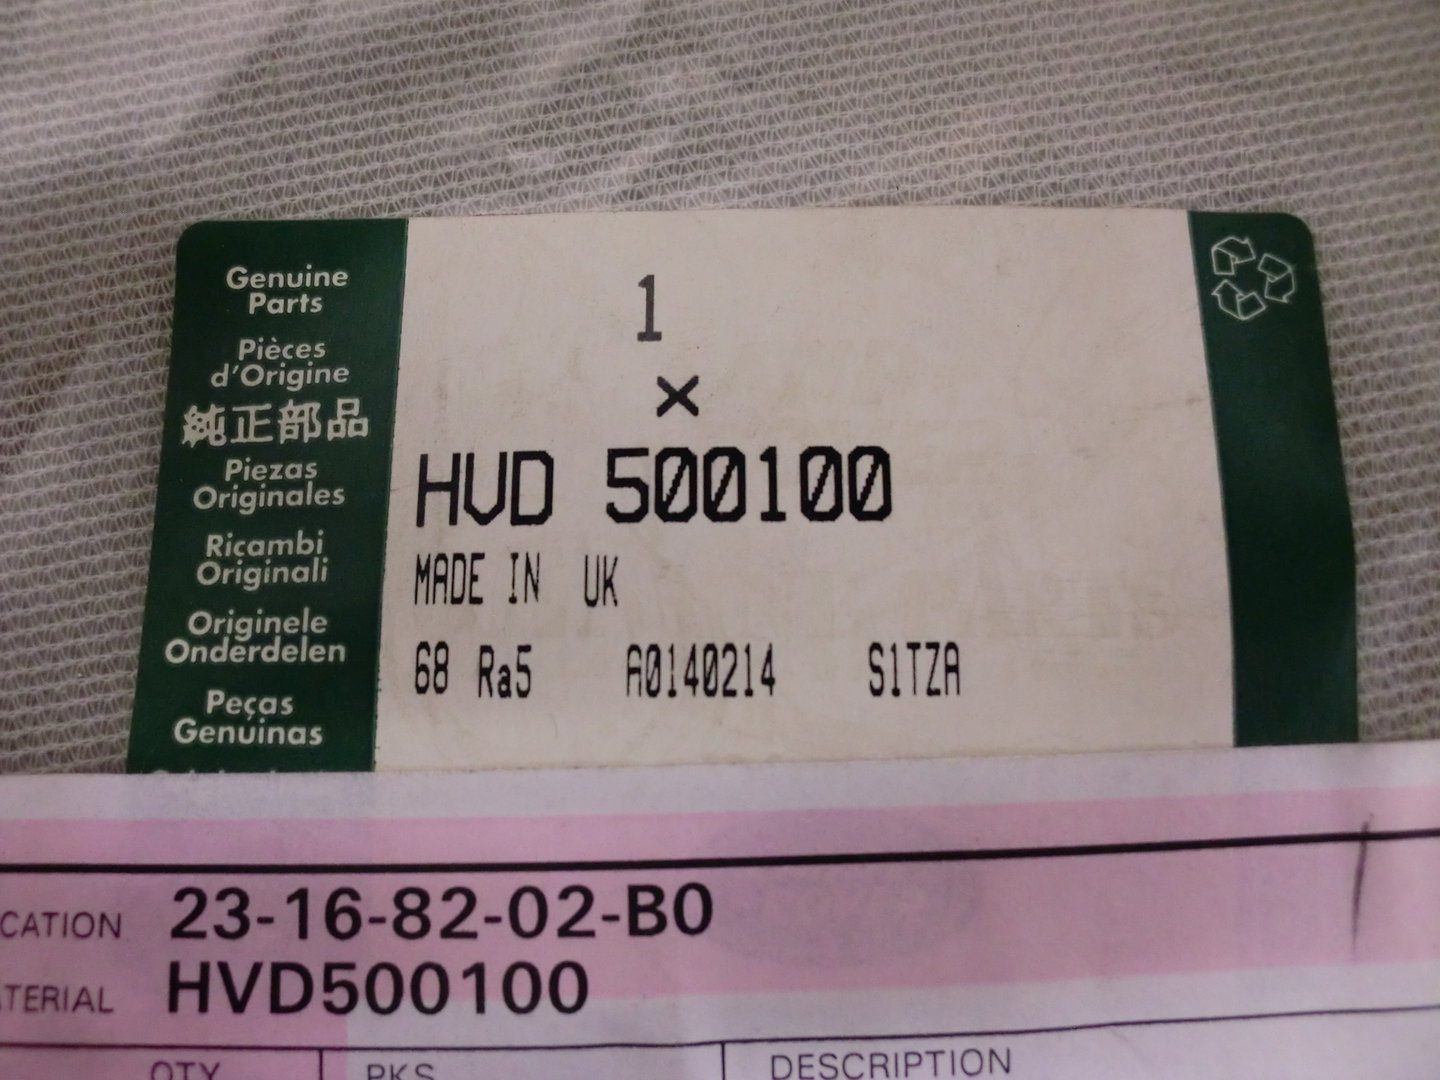 Genuine
Parts
Pièces
d'Origine
純正部品
Piezas
Originales
Ricambi
Originali
Originele
Onderdelen
Peças
Genuinas
1
×
HVD 500100
MADE IN UK
68 Ra5 A0140214 S1TZA
CATION 23-16-82-02-B0
TERIAL HVD500100
QTY PKS DESCRIPTION